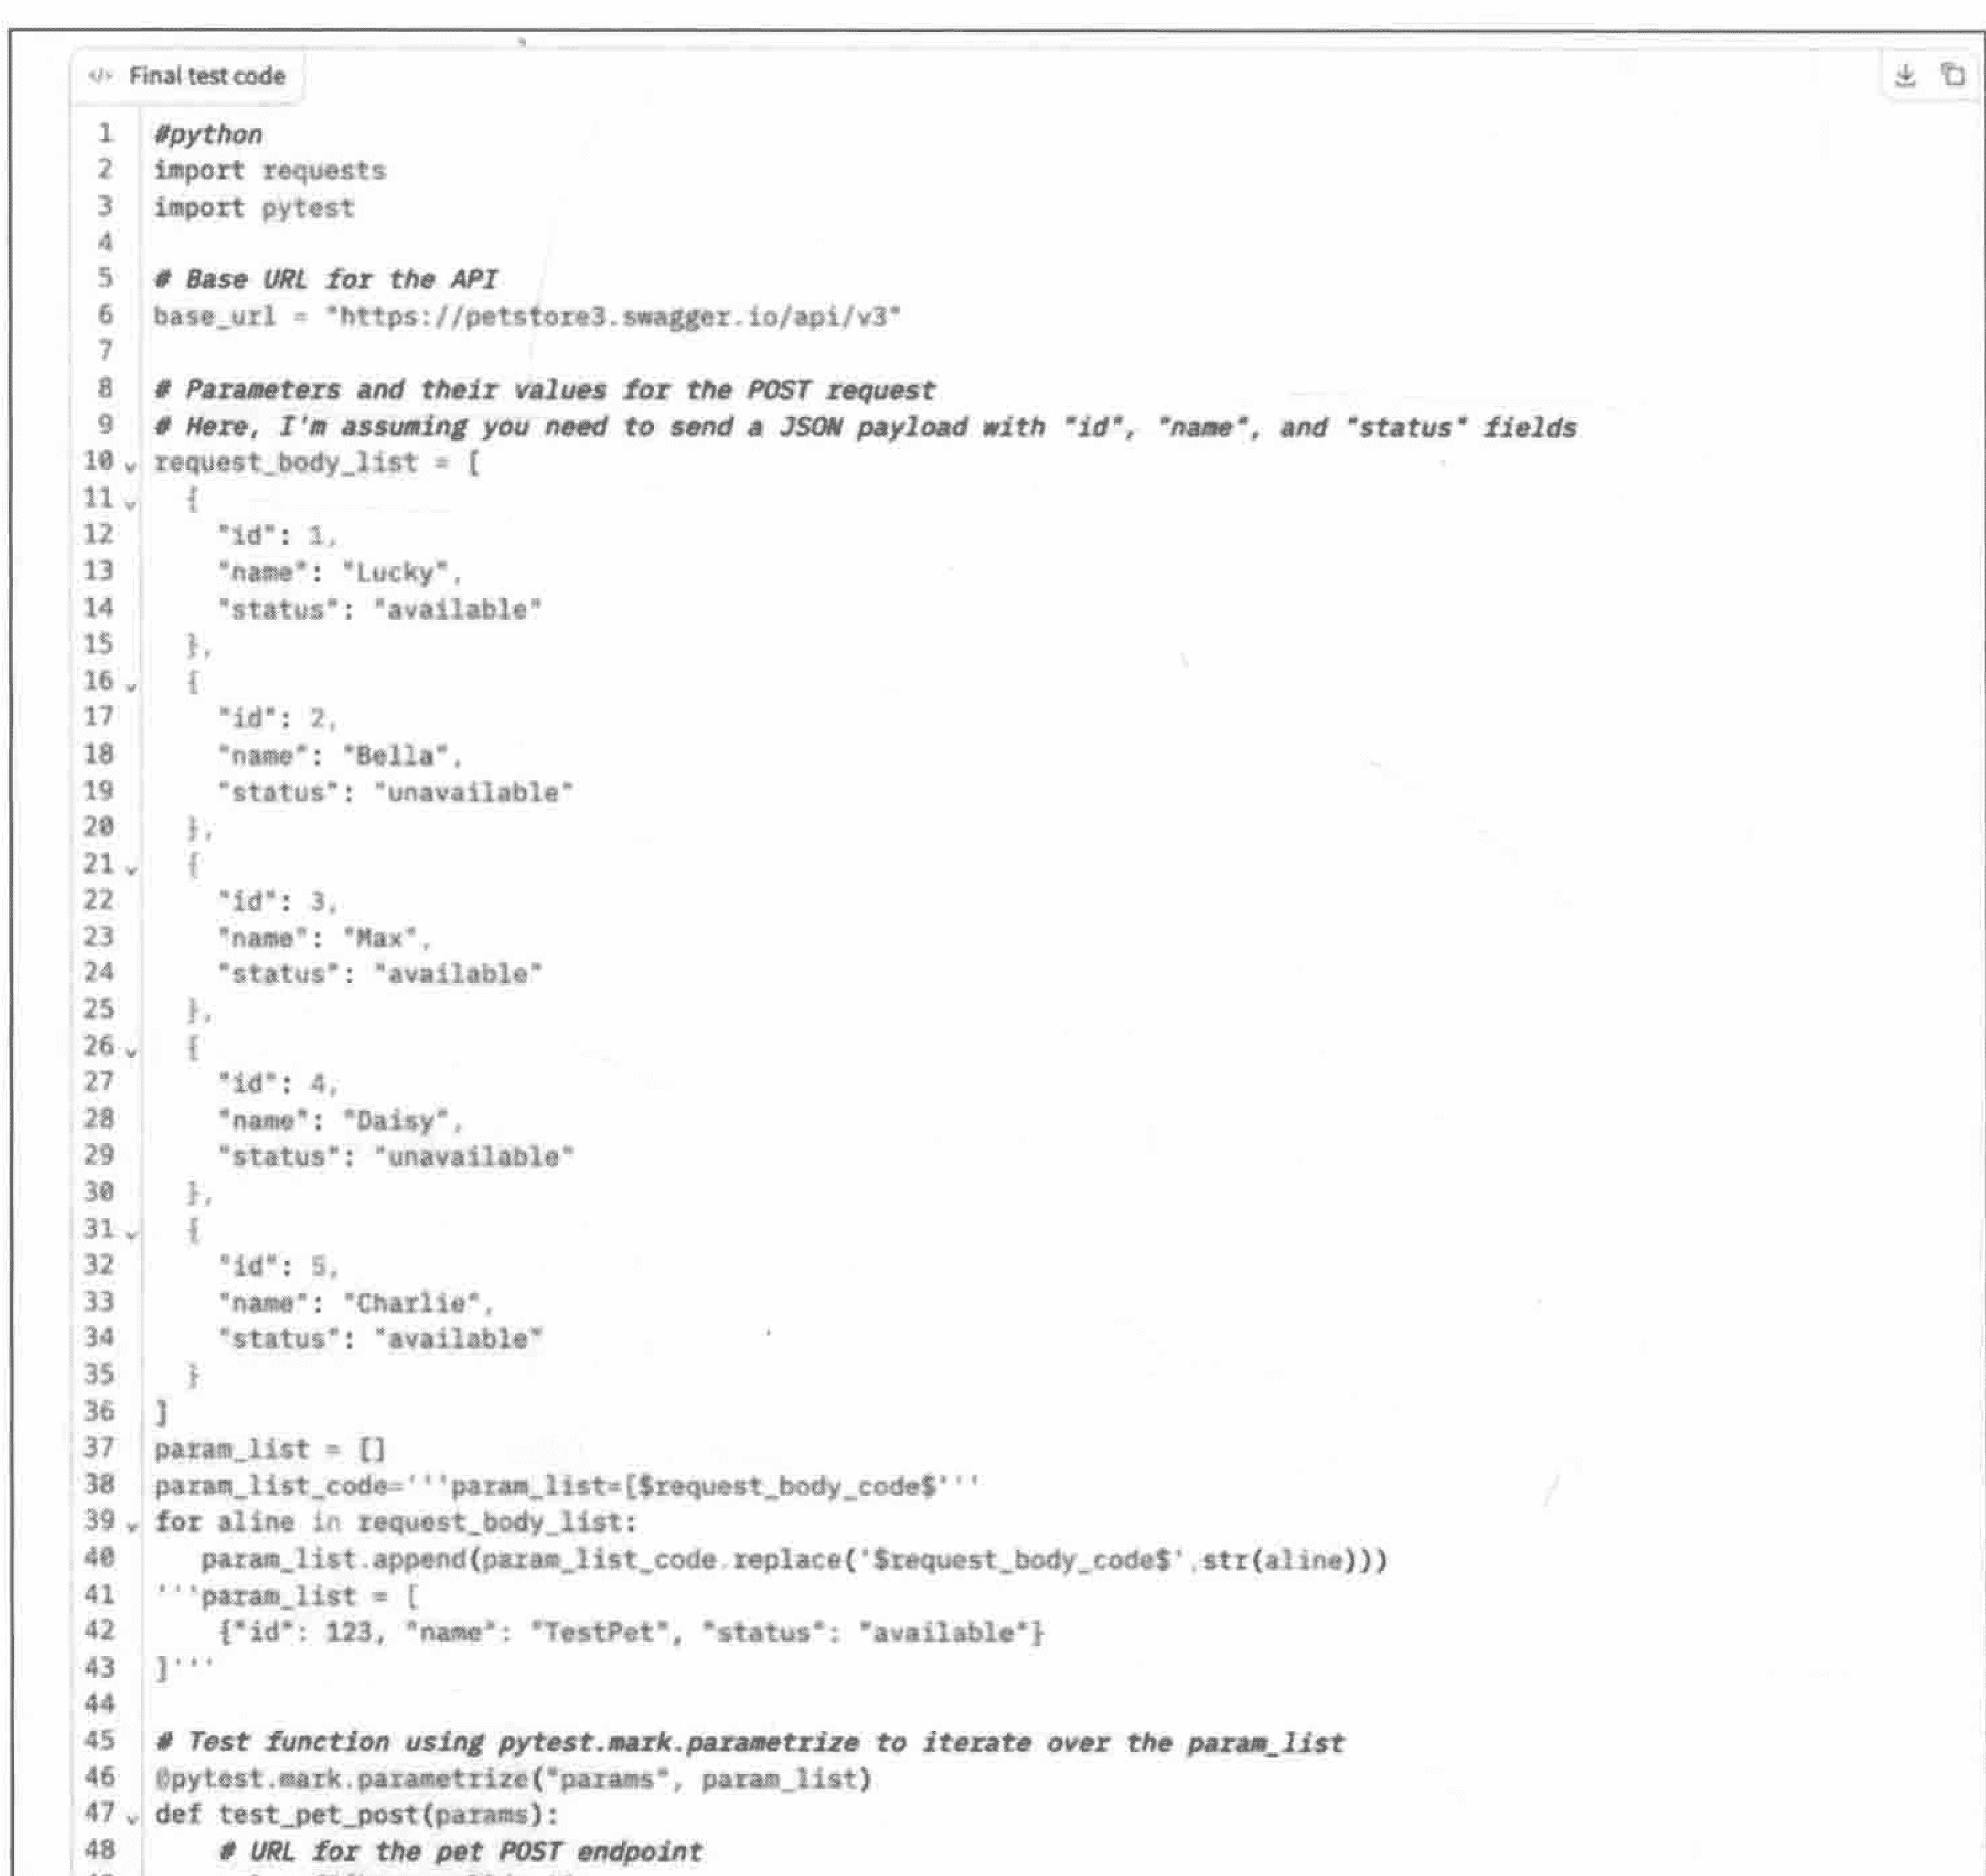 </> Final test code
1 #python
2 import requests
3 import pytest
4
5 # Base URL for the API
6 base_url = "https://petstore3.swagger.io/api/v3"
7
8 # Parameters and their values for the POST request
9 # Here, I'm assuming you need to send a JSON payload with "id", "name", and "status" fields
10 request_body_list = [
11   {
12     "id": 1,
13     "name": "Lucky",
14     "status": "available"
15   },
16   {
17     "id": 2,
18     "name": "Bella",
19     "status": "unavailable"
20   },
21   {
22     "id": 3,
23     "name": "Max",
24     "status": "available"
25   },
26   {
27     "id": 4,
28     "name": "Daisy",
29     "status": "unavailable"
30   },
31   {
32     "id": 5,
33     "name": "Charlie",
34     "status": "available"
35   }
36 ]
37 param_list = []
38 param_list_code='''param_list=[$request_body_code$'''
39 for aline in request_body_list:
40    param_list.append(param_list_code.replace('$request_body_code$',str(aline)))
41 '''param_list = [
42     {"id": 123, "name": "TestPet", "status": "available"}
43 ]'''
44
45 # Test function using pytest.mark.parametrize to iterate over the param_list
46 @pytest.mark.parametrize("params", param_list)
47 def test_pet_post(params):
48     # URL for the pet POST endpoint